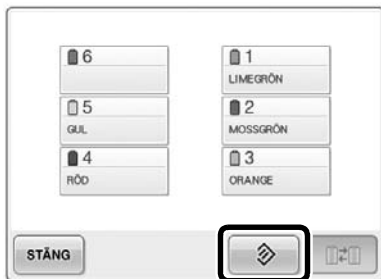 6
5
GUL
4
RÖD
1
LIMEGRÖN
2
MOSSGRÖN
3
ORANGE
STÄNG